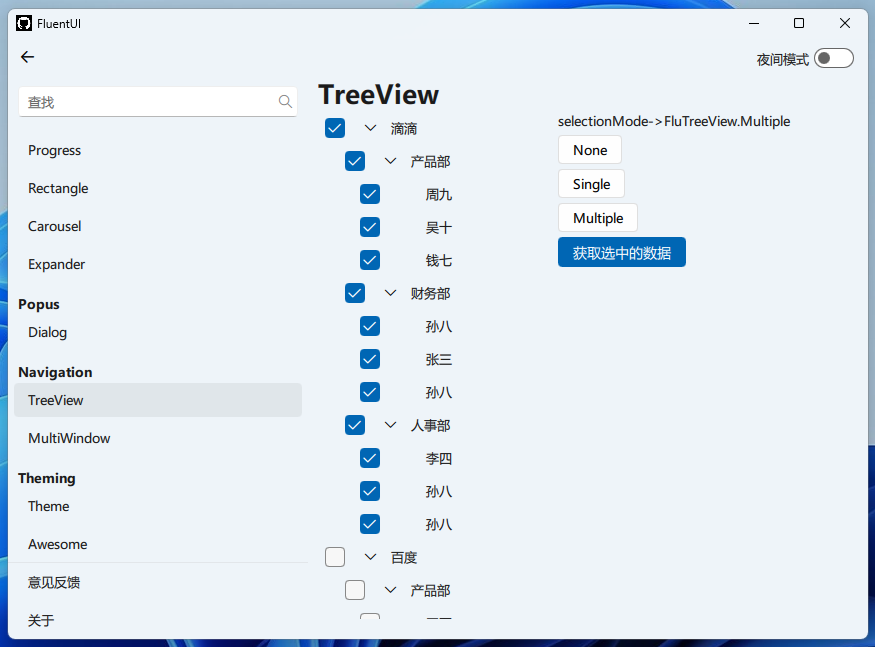 FluentUI
夜间模式
查找
Progress
Rectangle
Carousel
Expander
Popus
Dialog
Navigation
TreeView
MultiWindow
Theming
Theme
Awesome
意见反馈
关于
TreeView
滴滴
产品部
周九
吴十
钱七
财务部
孙八
张三
孙八
人事部
李四
孙八
孙八
百度
产品部
selectionMode->FluTreeView.Multiple
None
Single
Multiple
获取选中的数据